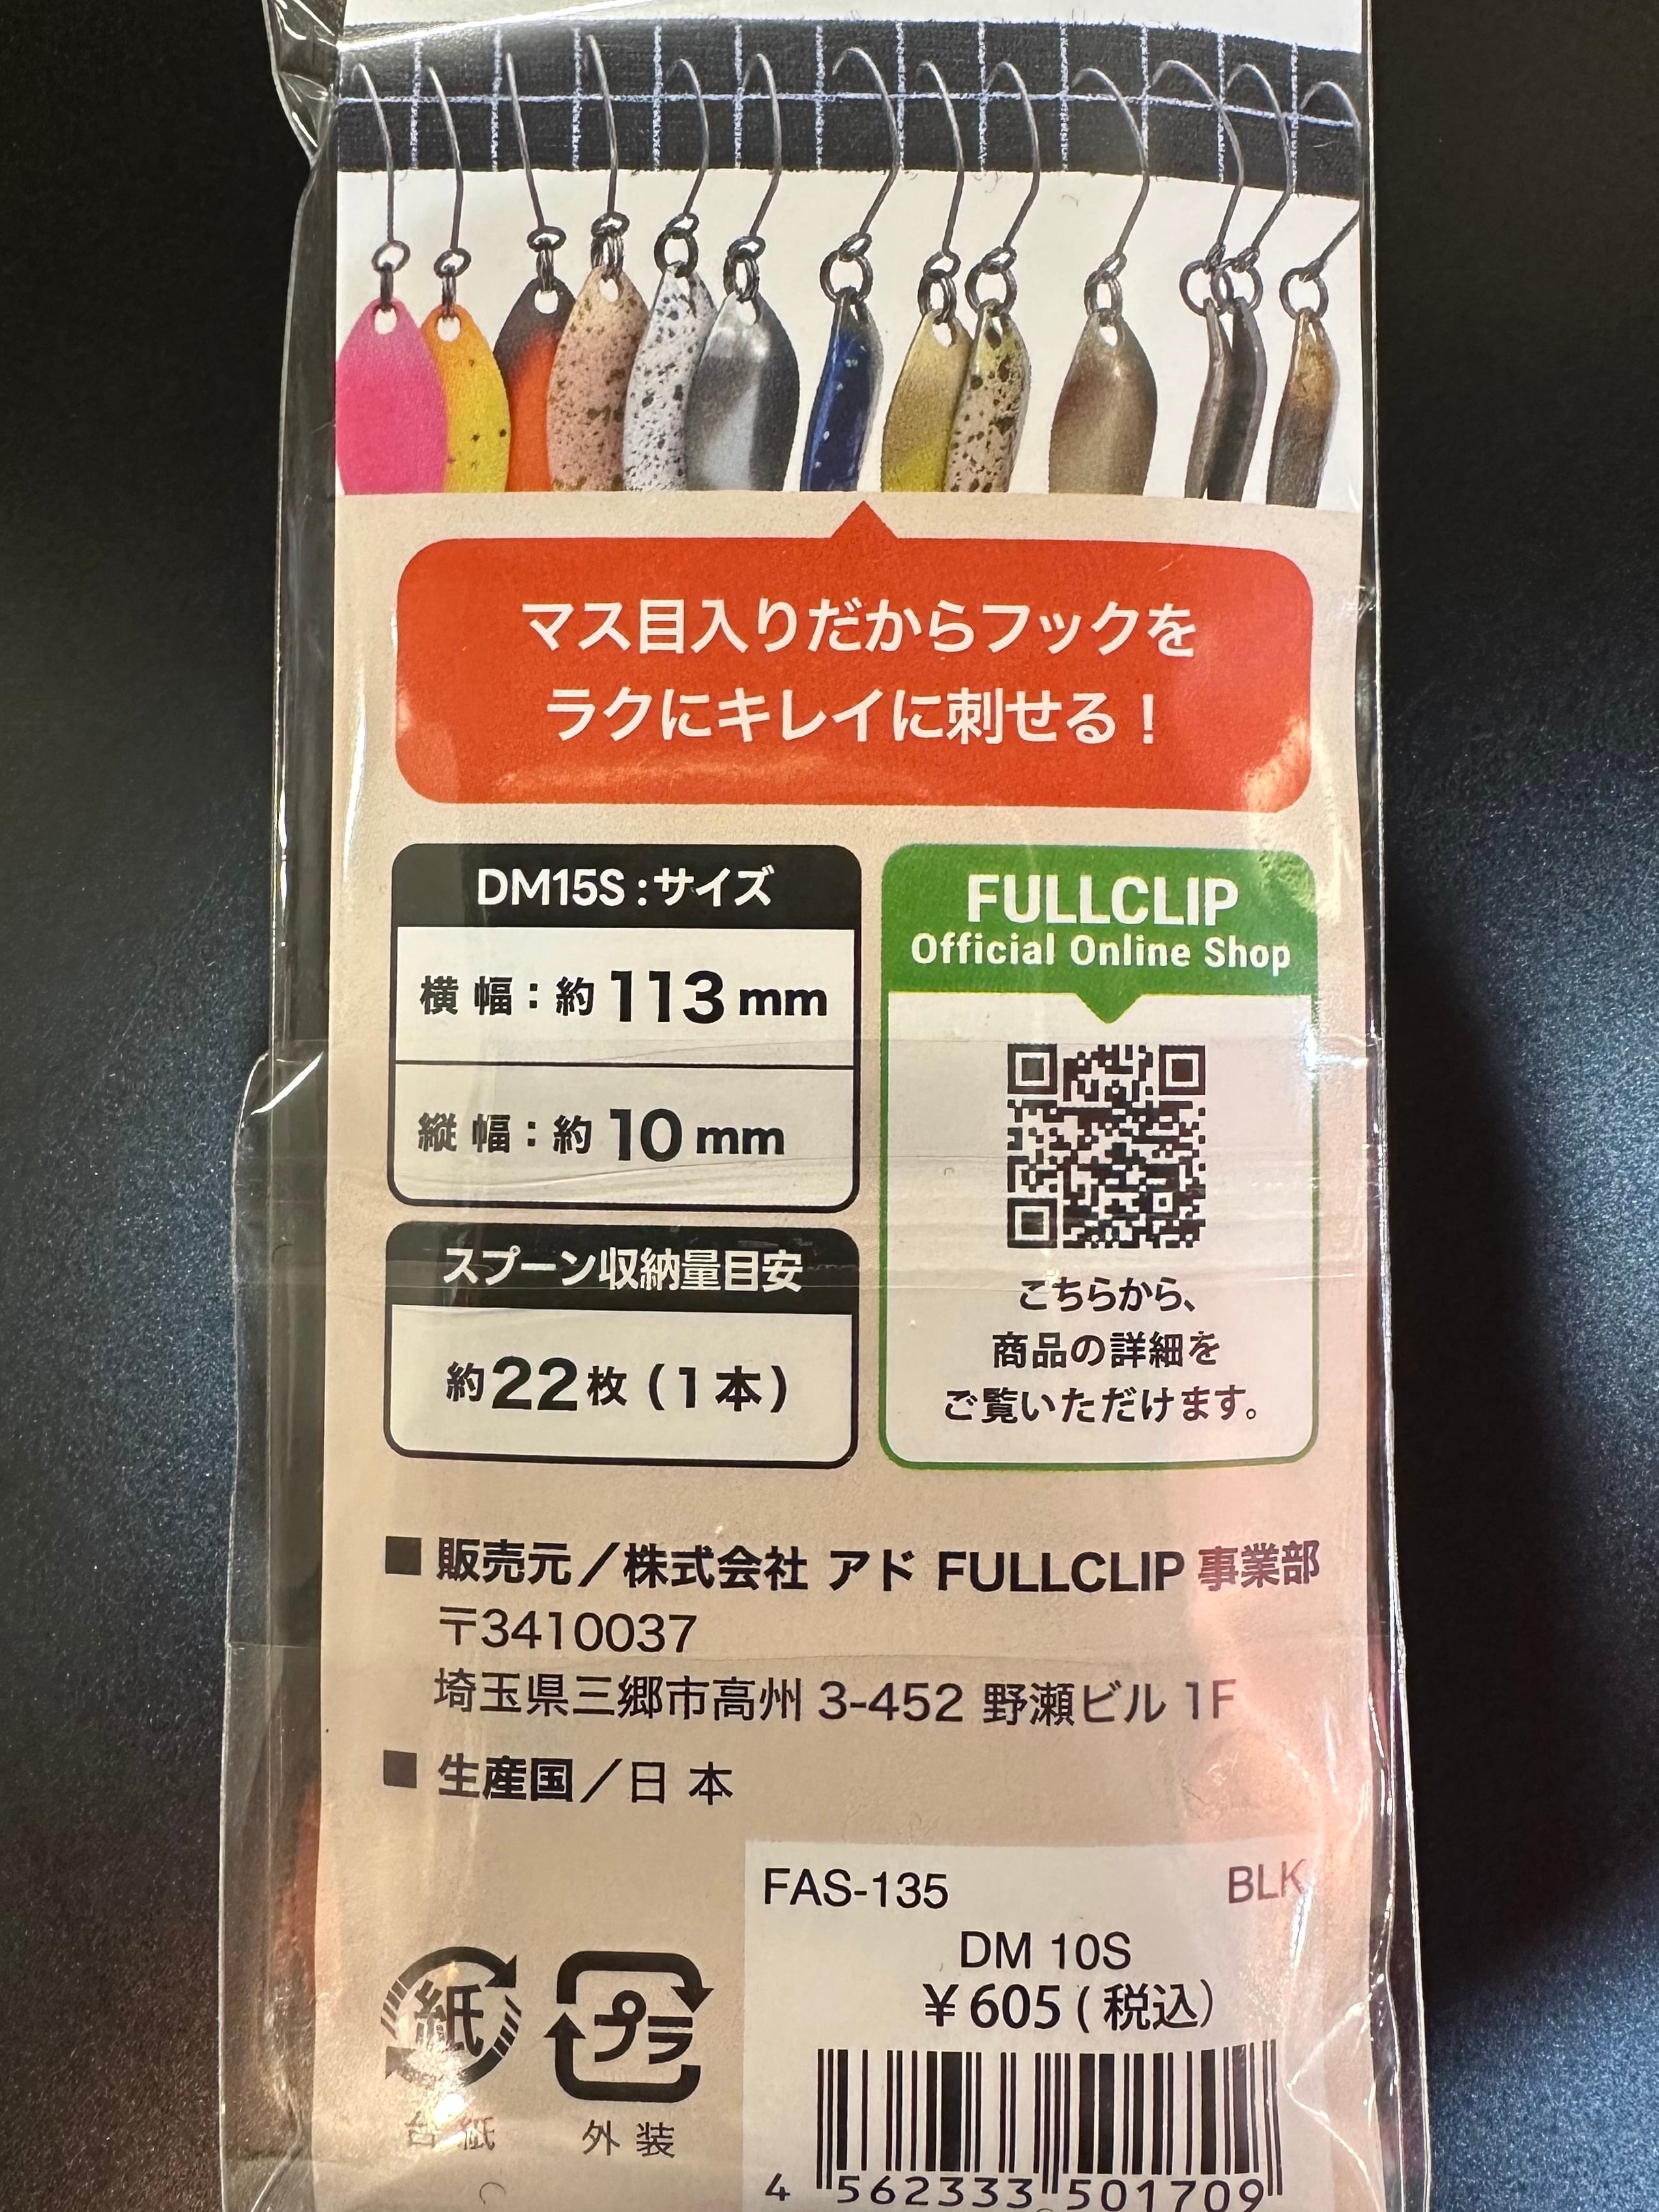 マス目入りだからフックを
ラクにキレイに刺せる！
DM15S：サイズ
横幅：約113mm
縦幅：約10mm
スプーン収納量目安
約22枚（1本）
FULLCLIP
Official Online Shop
こちらから、
商品の詳細を
ご覧いただけます。
■ 販売元／株式会社 アド FULLCLIP 事業部
〒3410037
埼玉県三郷市高州 3-452 野瀬ビル 1F
■ 生産国／日本
紙
台紙
プラ
外装
FAS-135 BLK
DM 10S
¥605(税込)
4 562333 501709